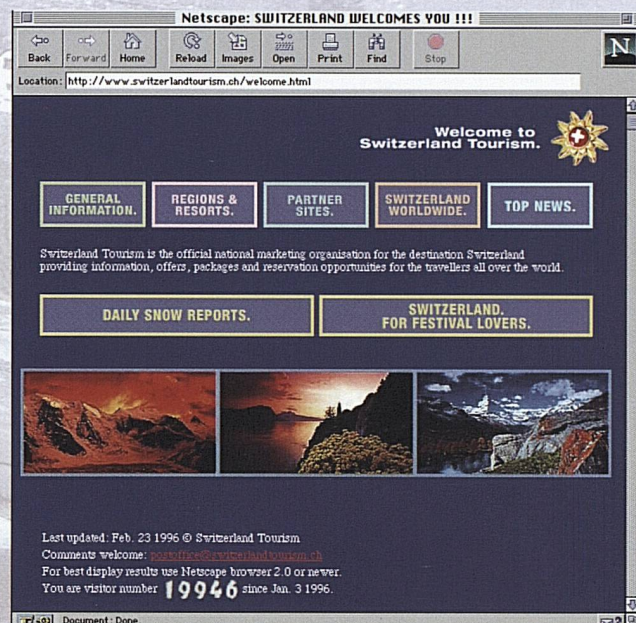 Netscape: SWITZERLAND WELCOMES YOU !!!
Back Forward Home Reload Images Open Print Find Stop
N
Location: http://www.switzerlandtourism.ch/welcome.html
Welcome to
Switzerland Tourism.
GENERAL
INFORMATION.
REGIONS &
RESORTS.
PARTNER
SITES.
SWITZERLAND
WORLDWIDE.
TOP NEWS.
Switzerland Tourism is the official national marketing organisation for the destination Switzerland
providing information, offers, packages and reservation opportunities for the travellers all over the world.
DAILY SNOW REPORTS.
SWITZERLAND.
FOR FESTIVAL LOVERS.
Last updated: Feb. 23 1996 © Switzerland Tourism
Comments welcome: postoffice@switzerlandtourism.ch
For best display results use Netscape browser 2.0 or newer.
You are visitor number 19946 since Jan. 3 1996.
Document: Done